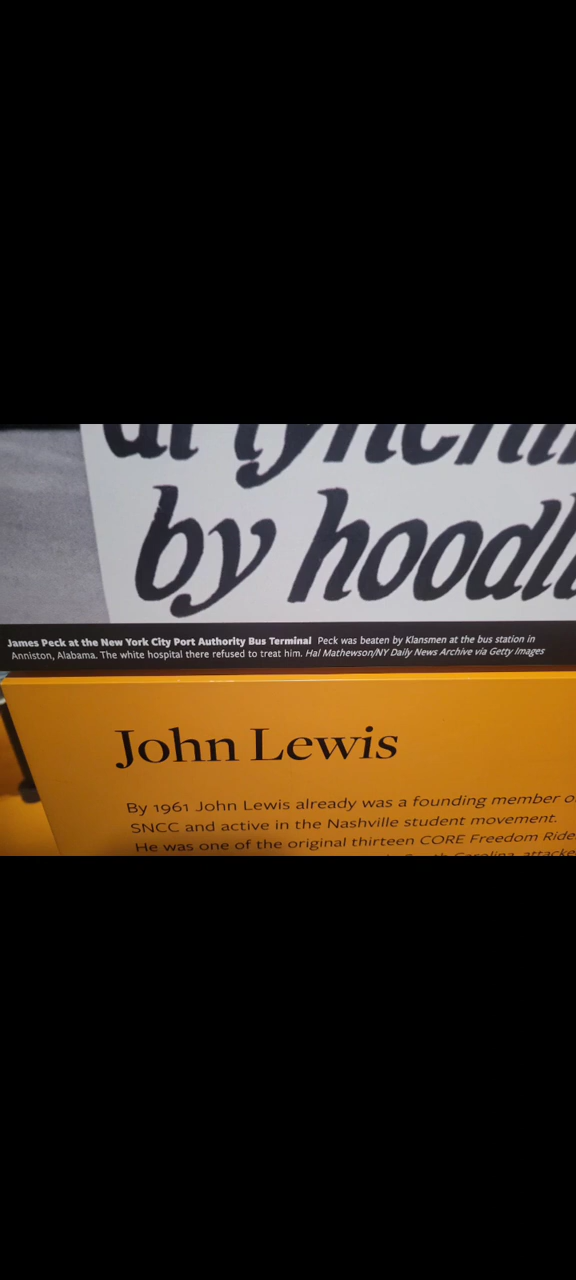 by
James Peck at the New York City Port Authority Bus Terminal Peck was beaten by Klansmen at the bus station in
Anniston, Alabama. The white hospital there refused to treat him. Hal Mathewson/NY Daily News Archive via Getty Images
John Lewis
By 1961 John Lewis already was a founding member
SNCC and active in the Nashville student movement.
He was one of the original thirteen CORE Freedom
South Carolina,